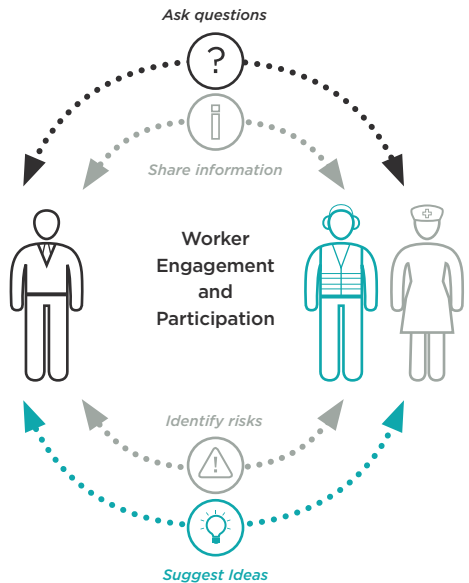 Ask questions
?
i
Share information
Worker
Engagement
and
Participation
Identify risks
!
Suggest Ideas